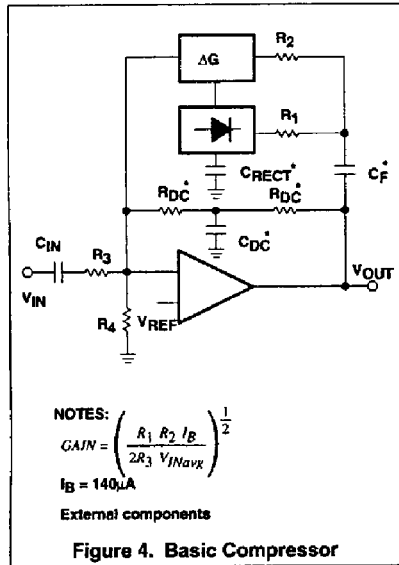 R2
ΔG
R1
CRECT*
CF*
RDC*
RDC*
CIN
R3
CDC*
VOUT
VIN
R4
VREF
NOTES:
GAIN = (R1 R2 IB / 2R3 VINavg)^1/2
IB = 140μA
External components
Figure 4. Basic Compressor